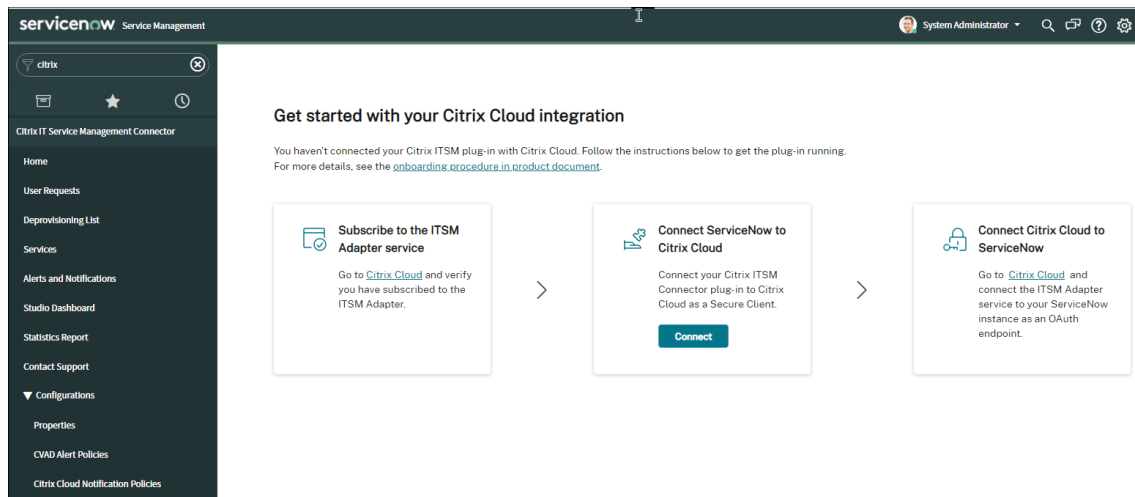 servicenow Service Management
System Administrator
citrix
Citrix IT Service Management Connector
Home
User Requests
Deprovisioning List
Services
Alerts and Notifications
Studio Dashboard
Statistics Report
Contact Support
Configurations
Properties
CVAD Alert Policies
Citrix Cloud Notification Policies
Get started with your Citrix Cloud integration
You haven't connected your Citrix ITSM plug-in with Citrix Cloud. Follow the instructions below to get the plug-in running.
For more details, see the onboarding procedure in product document.
Subscribe to the ITSM
Adapter service
Go to Citrix Cloud and verify
you have subscribed to the
ITSM Adapter.
Connect ServiceNow to
Citrix Cloud
Connect your Citrix ITSM
Connector plug-in to Citrix
Cloud as a Secure Client.
Connect
Connect Citrix Cloud to
ServiceNow
Go to Citrix Cloud and
connect the ITSM Adapter
service to your ServiceNow
instance as an OAuth
endpoint.